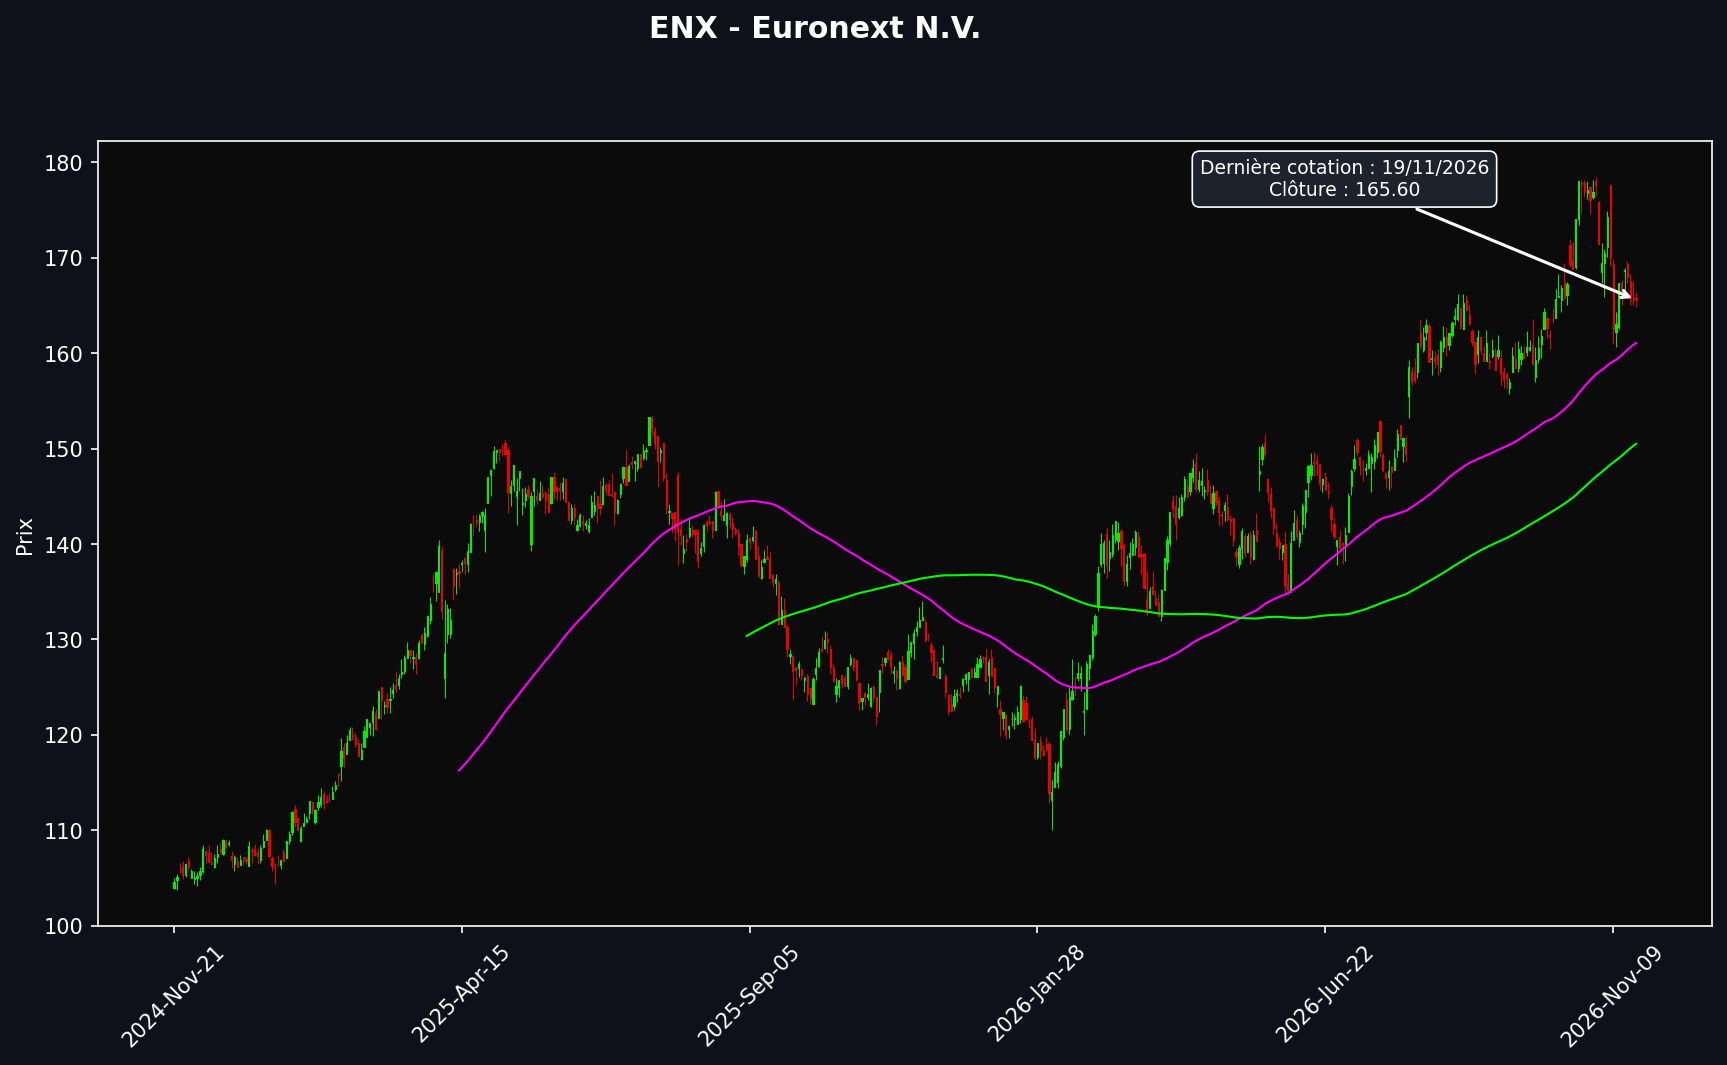 ENX - Euronext N.V.
Dernière cotation : 19/11/2026
Clôture : 165.60
Prix
180
170
160
150
140
130
120
110
100
2024-Nov-21
2025-Apr-15
2025-Sep-05
2026-Jan-28
2026-Jun-22
2026-Nov-09